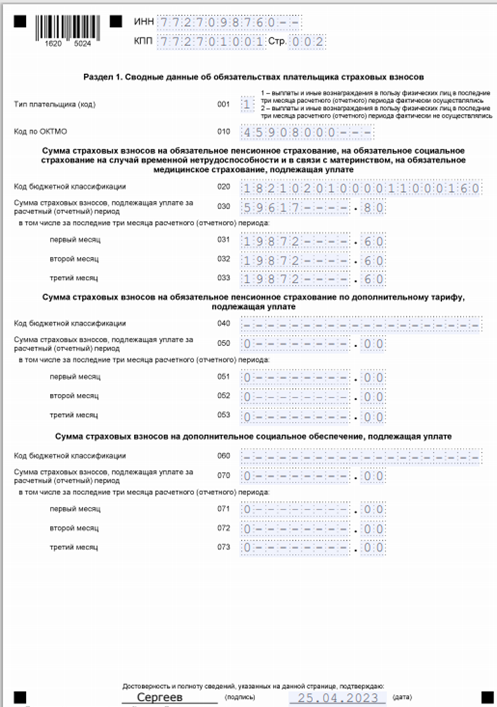 ИНН 7727098760--
КПП 772701001 Стр. 002
1620 5024
Раздел 1. Сводные данные об обязательствах плательщика страховых взносов
Тип плательщика (код) 001 1
1 – выплаты и иные вознаграждения в пользу физических лиц в последние
три месяца расчетного (отчетного) периода фактически осуществлялись
2 – выплаты и иные вознаграждения в пользу физических лиц в последние
три месяца расчетного (отчетного) периода фактически не осуществлялись
Код по ОКТМО 010 45908000---
Сумма страховых взносов на обязательное пенсионное страхование, на обязательное социальное
страхование на случай временной нетрудоспособности и в связи с материнством, на обязательное
медицинское страхование, подлежащая уплате
Код бюджетной классификации 020 18210201000011000160
Сумма страховых взносов, подлежащая уплате за
расчетный (отчетный) период 030 59617----.80
в том числе за последние три месяца расчетного (отчетного) периода:
первый месяц 031 19872----.60
второй месяц 032 19872----.60
третий месяц 033 19872----.60
Сумма страховых взносов на обязательное пенсионное страхование по дополнительному тарифу,
подлежащая уплате
Код бюджетной классификации 040 --------------------
Сумма страховых взносов, подлежащая уплате за
расчетный (отчетный) период 050 0--------.00
в том числе за последние три месяца расчетного (отчетного) периода:
первый месяц 051 0--------.00
второй месяц 052 0--------.00
третий месяц 053 0--------.00
Сумма страховых взносов на дополнительное социальное обеспечение, подлежащая уплате
Код бюджетной классификации 060 --------------------
Сумма страховых взносов, подлежащая уплате за
расчетный (отчетный) период 070 0--------.00
в том числе за последние три месяца расчетного (отчетного) периода:
первый месяц 071 0--------.00
второй месяц 072 0--------.00
третий месяц 073 0--------.00
Достоверность и полноту сведений, указанных на данной странице, подтверждаю:
Сергеев (подпись) 25.04.2023 (дата)